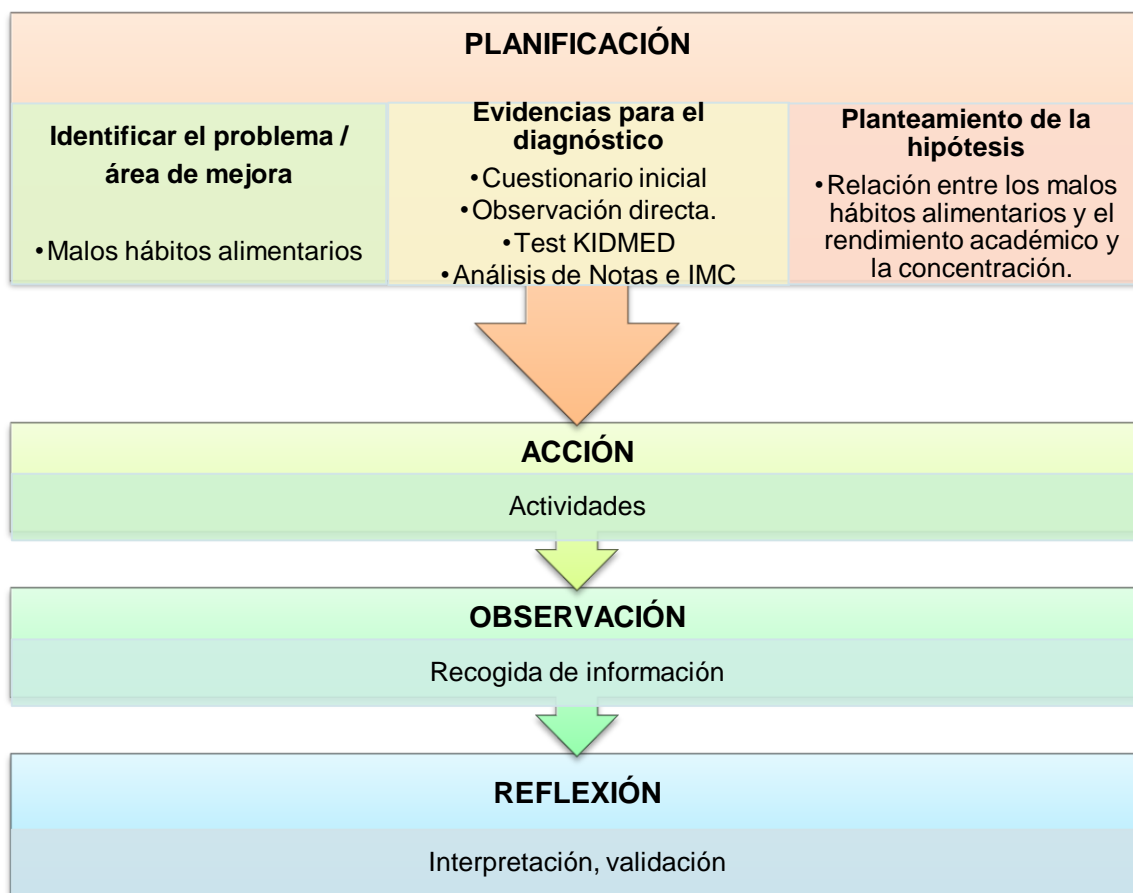 PLANIFICACIÓN
Identificar el problema /
área de mejora
•Malos hábitos alimentarios
Evidencias para el
diagnóstico
•Cuestionario inicial
•Observación directa.
•Test KIDMED
•Análisis de Notas e IMC
Planteamiento de la
hipótesis
•Relación entre los malos
hábitos alimentarios y el
rendimiento académico y
la concentración.
ACCIÓN
Actividades
OBSERVACIÓN
Recogida de información
REFLEXIÓN
Interpretación, validación